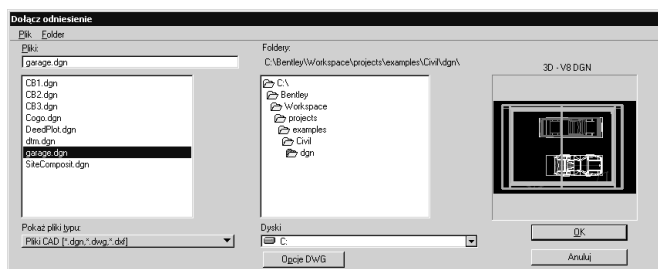 Dołącz odniesienie
Plik Folder
Pliki:
garage.dgn
CB1.dgn
CB2.dgn
CB3.dgn
Cogo.dgn
DeedPlot.dgn
dtm.dgn
garage.dgn
SiteComposit.dgn
Pokaż pliki typu:
Pliki CAD [*.dgn,*.dwg,*.dxf]
Foldery:
C:\Bentley\Workspace\projects\examples\Civil\dgn\
C:\
Bentley
Workspace
projects
examples
Civil
dgn
Dyski
C:
Opcje DWG
3D - V8 DGN
OK
Anuluj